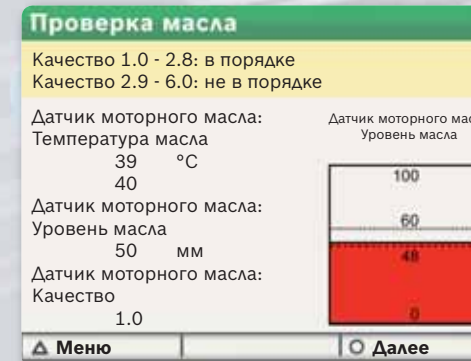 Проверка масла
Качество 1.0 - 2.8: в порядке
Качество 2.9 - 6.0: не в порядке
Датчик моторного масла:
Температура масла
39 °C
40
Датчик моторного масла:
Уровень масла
50 мм
Датчик моторного масла:
Качество
1.0
Датчик моторного
Уровень масла
100
60
48
0
Меню
Далее